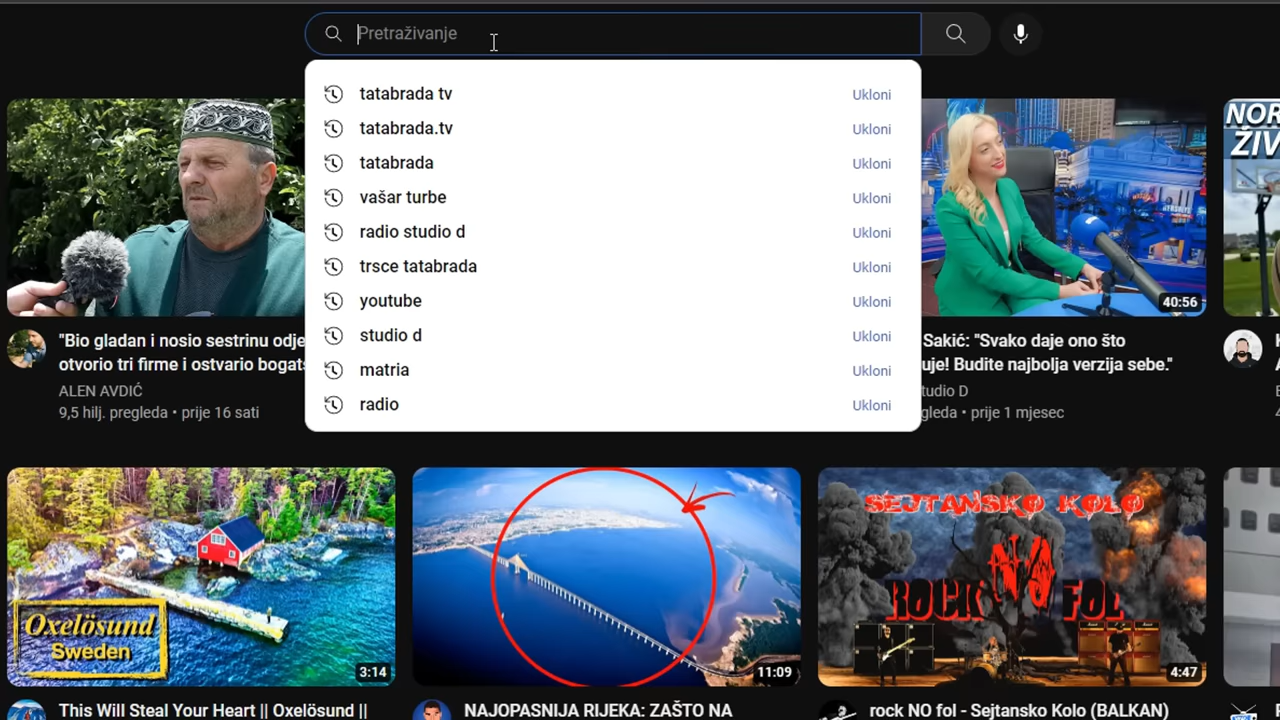 Pretraživanje
tatabrada tv Ukloni
tatabrada.tv Ukloni
tatabrada Ukloni
vašar turbe Ukloni
radio studio d Ukloni
trsce tatabrada Ukloni
youtube Ukloni
studio d Ukloni
matria Ukloni
radio Ukloni
40:56
NOR
ŽIV
"Bio gladan i nosio sestrinu odje
otvorio tri firme i ostvario bogats
ALEN AVDIĆ
9,5 hilj. pregleda • prije 16 sati
Sakić: "Svako daje ono što
uje! Budite najbolja verzija sebe."
tudio D
gleda • prije 1 mjesec
Oxelösund
Sweden
3:14
11:09
SEJTANSKO KOLO
ROCK NO FOL
4:47
This Will Steal Your Heart || Oxelösund ||
NAJOPASNIJA RIJEKA: ZAŠTO NA
rock NO fol - Sejtansko Kolo (BALKAN)